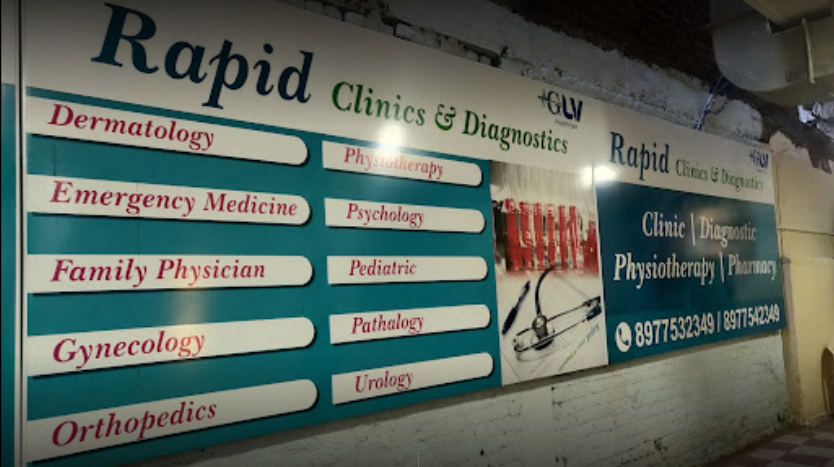 Rapid
Clinics & Diagnostics
GLV
Dermatology
Emergency Medicine
Family Physician
Gynecology
Orthopedics
Physiotherapy
Psychology
Pediatric
Pathalogy
Urology
Rapid Clinics & Diagnostics
GLV
Clinic | Diagnostic
Physiotherapy | Pharmacy
8977532349 | 8977542349